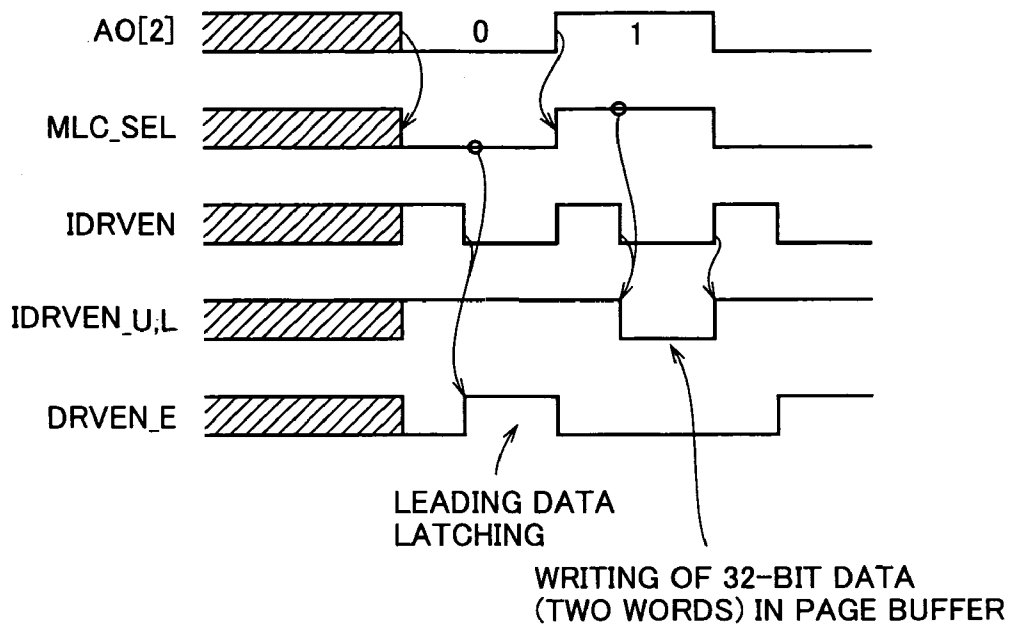 AO[2]
0
1
MLC_SEL
IDRVEN
IDRVEN_U,L
DRVEN_E
LEADING DATA
LATCHING
WRITING OF 32-BIT DATA
(TWO WORDS) IN PAGE BUFFER